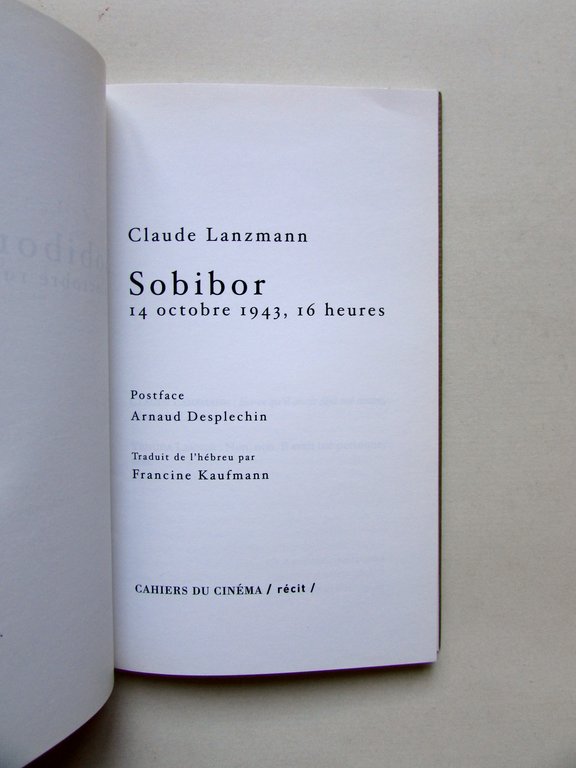 Claude Lanzmann
Sobibor
14 octobre 1943, 16 heures
Postface
Arnaud Desplechin
Traduit de l'hébreu par
Francine Kaufmann
CAHIERS DU CINÉMA / récit /